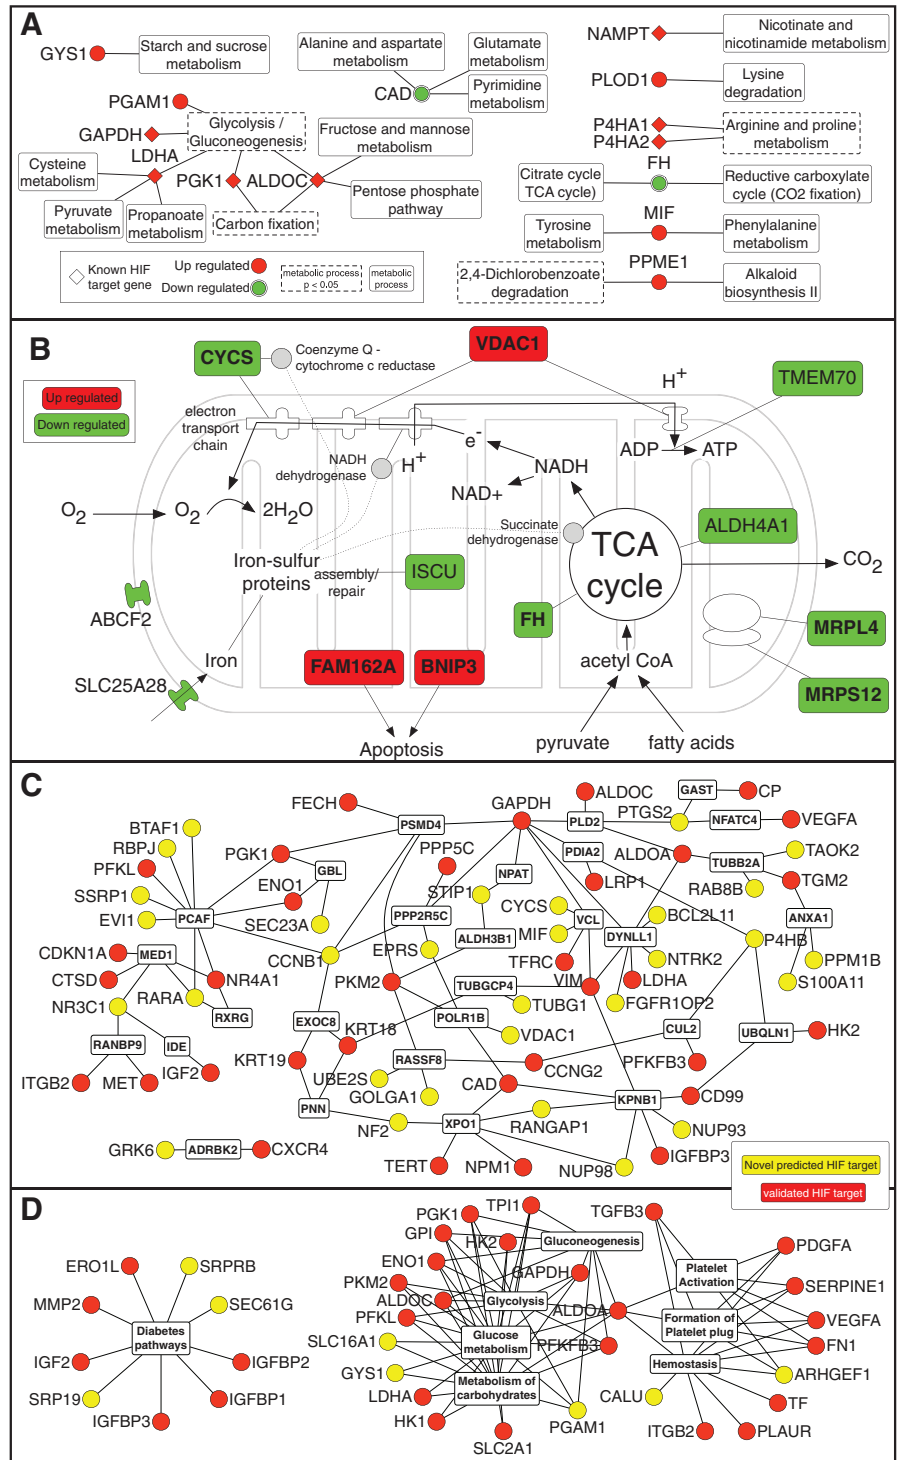 A
GYS1
Starch and sucrose
metabolism
Alanine and aspartate
metabolism
Glutamate
metabolism
CAD
Pyrimidine
metabolism
NAMPT
Nicotinate and
nicotinamide metabolism
PLOD1
Lysine
degradation
PGAM1
GAPDH
Glycolysis /
Gluconeogenesis
LDHA
Cysteine
metabolism
PGK1
ALDOC
Fructose and mannose
metabolism
Pentose phosphate
pathway
Pyruvate
metabolism
Propanoate
metabolism
Carbon fixation
P4HA1
P4HA2
Arginine and proline
metabolism
FH
Citrate cycle
TCA cycle)
Reductive carboxylate
cycle (CO2 fixation)
MIF
Tyrosine
metabolism
Phenylalanine
metabolism
PPME1
2,4-Dichlorobenzoate
degradation
Alkaloid
biosynthesis II
Known HIF
target gene
Up regulated
Down regulated
metabolic process
p < 0.05
metabolic
process
B
CYCS
Coenzyme Q -
cytochrome c reductase
VDAC1
TMEM70
Up regulated
Down regulated
electron
transport
chain
H+
ADP
ATP
e-
NADH
dehydrogenase
H+
NADH
NAD+
O2
O2
2H2O
Succinate
dehydrogenase
TCA
cycle
ALDH4A1
CO2
Iron-sulfur
proteins
assembly/
repair
ISCU
ABCF2
FH
MRPL4
MRPS12
Iron
SLC25A28
FAM162A
BNIP3
acetyl CoA
Apoptosis
pyruvate
fatty acids
C
FECH
PSMD4
GAPDH
ALDOC
GAST
CP
PLD2
PTGS2
NFATC4
VEGFA
BTAF1
RBPJ
PFKL
PGK1
GBL
PPP5C
NPAT
PDIA2
ALDOA
TUBB2A
TAOK2
SSRP1
ENO1
STIP1
LRP1
RAB8B
TGM2
EVI1
PCAF
SEC23A
PPP2R5C
CYCS
VCL
BCL2L11
ANXA1
CDKN1A
MED1
CCNB1
EPRS
ALDH3B1
MIF
DYNLL1
P4HB
PPM1B
CTSD
NR4A1
PKM2
TUBGCP4
TFRC
VIM
NTRK2
LDHA
S100A11
NR3C1
RARA
RXRG
EXOC8
KRT18
POLR1B
TUBG1
FGFR1OP2
VDAC1
CUL2
UBQLN1
HK2
RANBP9
IDE
KRT19
RASSF8
CCNG2
PFKFB3
ITGB2
MET
IGF2
UBE2S
GOLGA1
CAD
KPNB1
CD99
PNN
NF2
XPO1
RANGAP1
NUP93
GRK6
ADRBK2
CXCR4
TERT
NPM1
NUP98
IGFBP3
Novel predicted HIF target
validated HIF target
D
PGK1
TPI1
TGFB3
GPI
HK2
Gluconeogenesis
PDGFA
ERO1L
SRPRB
ENO1
GAPDH
Platelet
Activation
SERPINE1
PKM2
MMP2
SEC61G
ALDOC
Glycolysis
ALDOA
Formation of
Platelet plug
VEGFA
PFKL
Diabetes
pathways
SLC16A1
Glucose
metabolism
PFKFB3
FN1
IGF2
IGFBP2
Hemostasis
GYS1
ARHGEF1
SRP19
IGFBP1
LDHA
Metabolism of
carbohydrates
CALU
TF
IGFBP3
HK1
PGAM1
SLC2A1
ITGB2
PLAUR